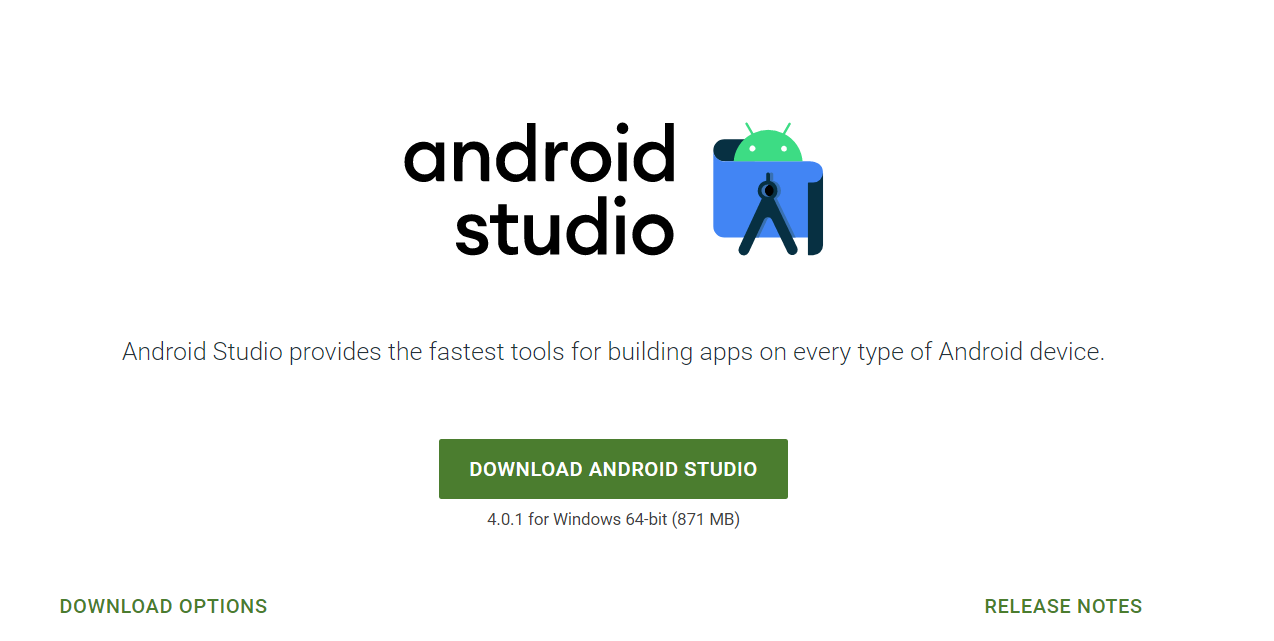 android
studio
Android Studio provides the fastest tools for building apps on every type of Android device.
DOWNLOAD ANDROID STUDIO
4.0.1 for Windows 64-bit (871 MB)
DOWNLOAD OPTIONS
RELEASE NOTES